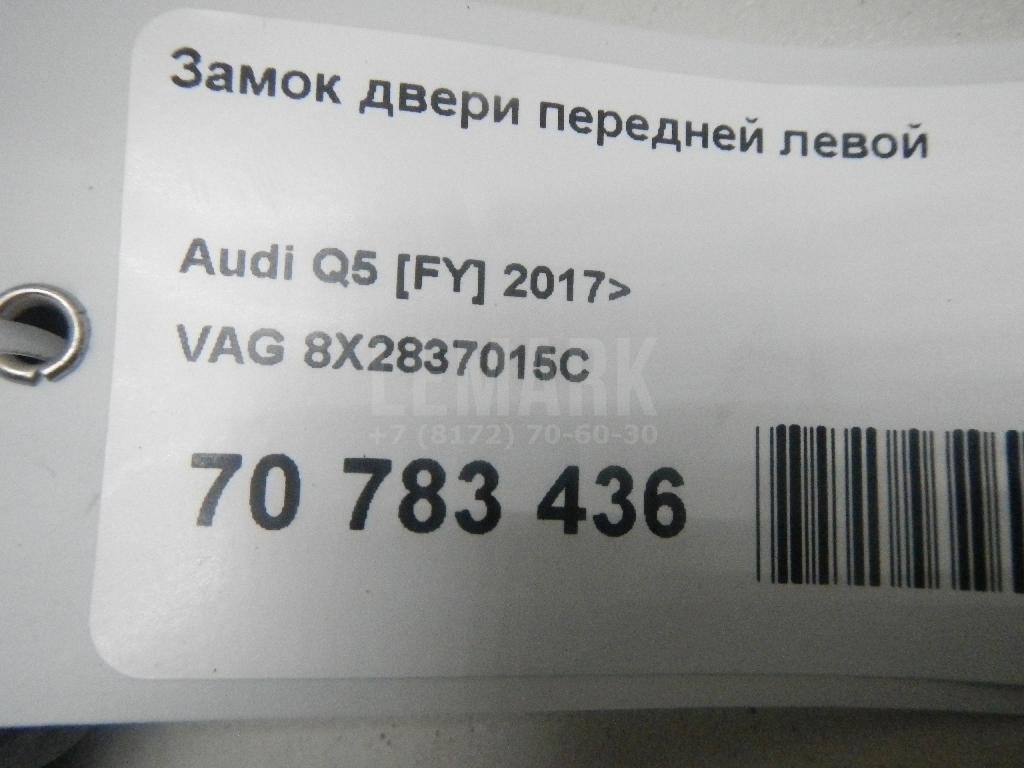 Замок двери передней левой
Audi Q5 [FY] 2017>
VAG 8X2837015C
LEMARK
+7 (8172) 70-60-30
70 783 436